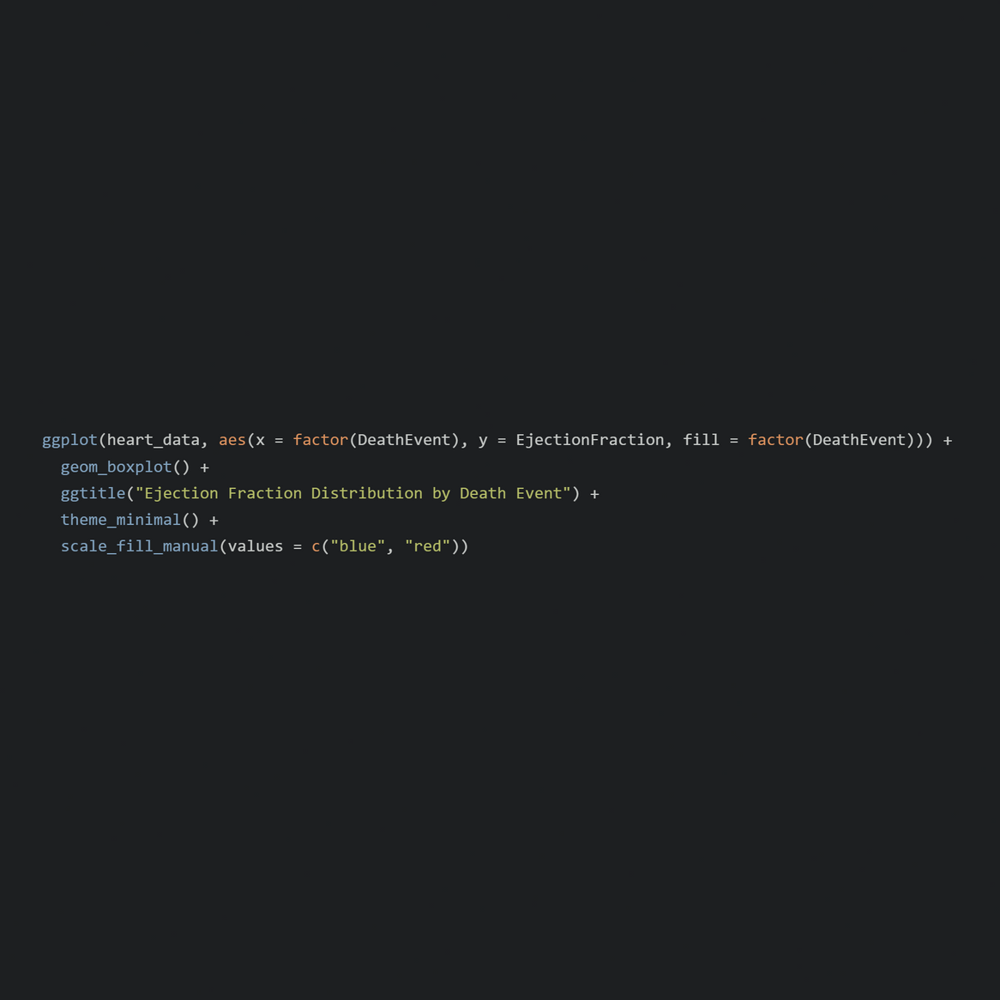 ggplot(heart_data, aes(x = factor(DeathEvent), y = EjectionFraction, fill = factor(DeathEvent))) +
  geom_boxplot() +
  ggtitle("Ejection Fraction Distribution by Death Event") +
  theme_minimal() +
  scale_fill_manual(values = c("blue", "red"))